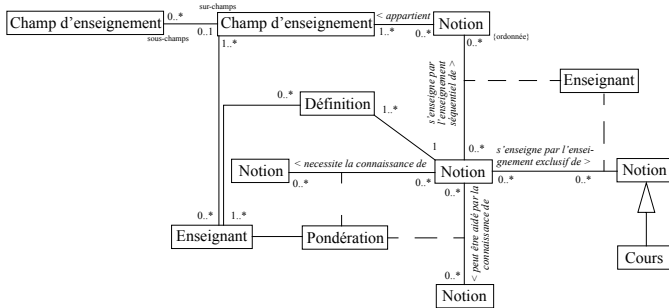 sur-champs
Champ d'enseignement 0..* 0..1 Champ d'enseignement < appartient Notion
sous-champs 1..* 1..* 0..* 0..* {ordonnée}
s'enseigne par
l'enseignement
séquentiel de >
Enseignant
0..* Définition 1..*
1 0..* s'enseigne par l'ensei-
gnement exclusif de >
Notion < necessite la connaissance de Notion Notion
0..* 0..* 0..* 0..* 0..*
< peut être aidé par la
connaissance de
0..* 1..*
Enseignant Pondération
Cours
0..*
Notion